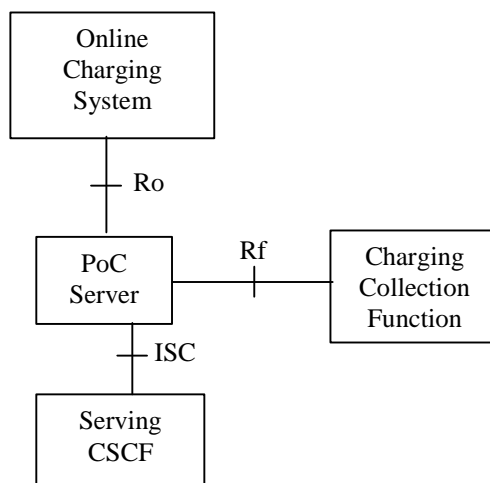 Online
Charging
System
Ro
PoC
Server
Rf
Charging
Collection
Function
ISC
Serving
CSCF